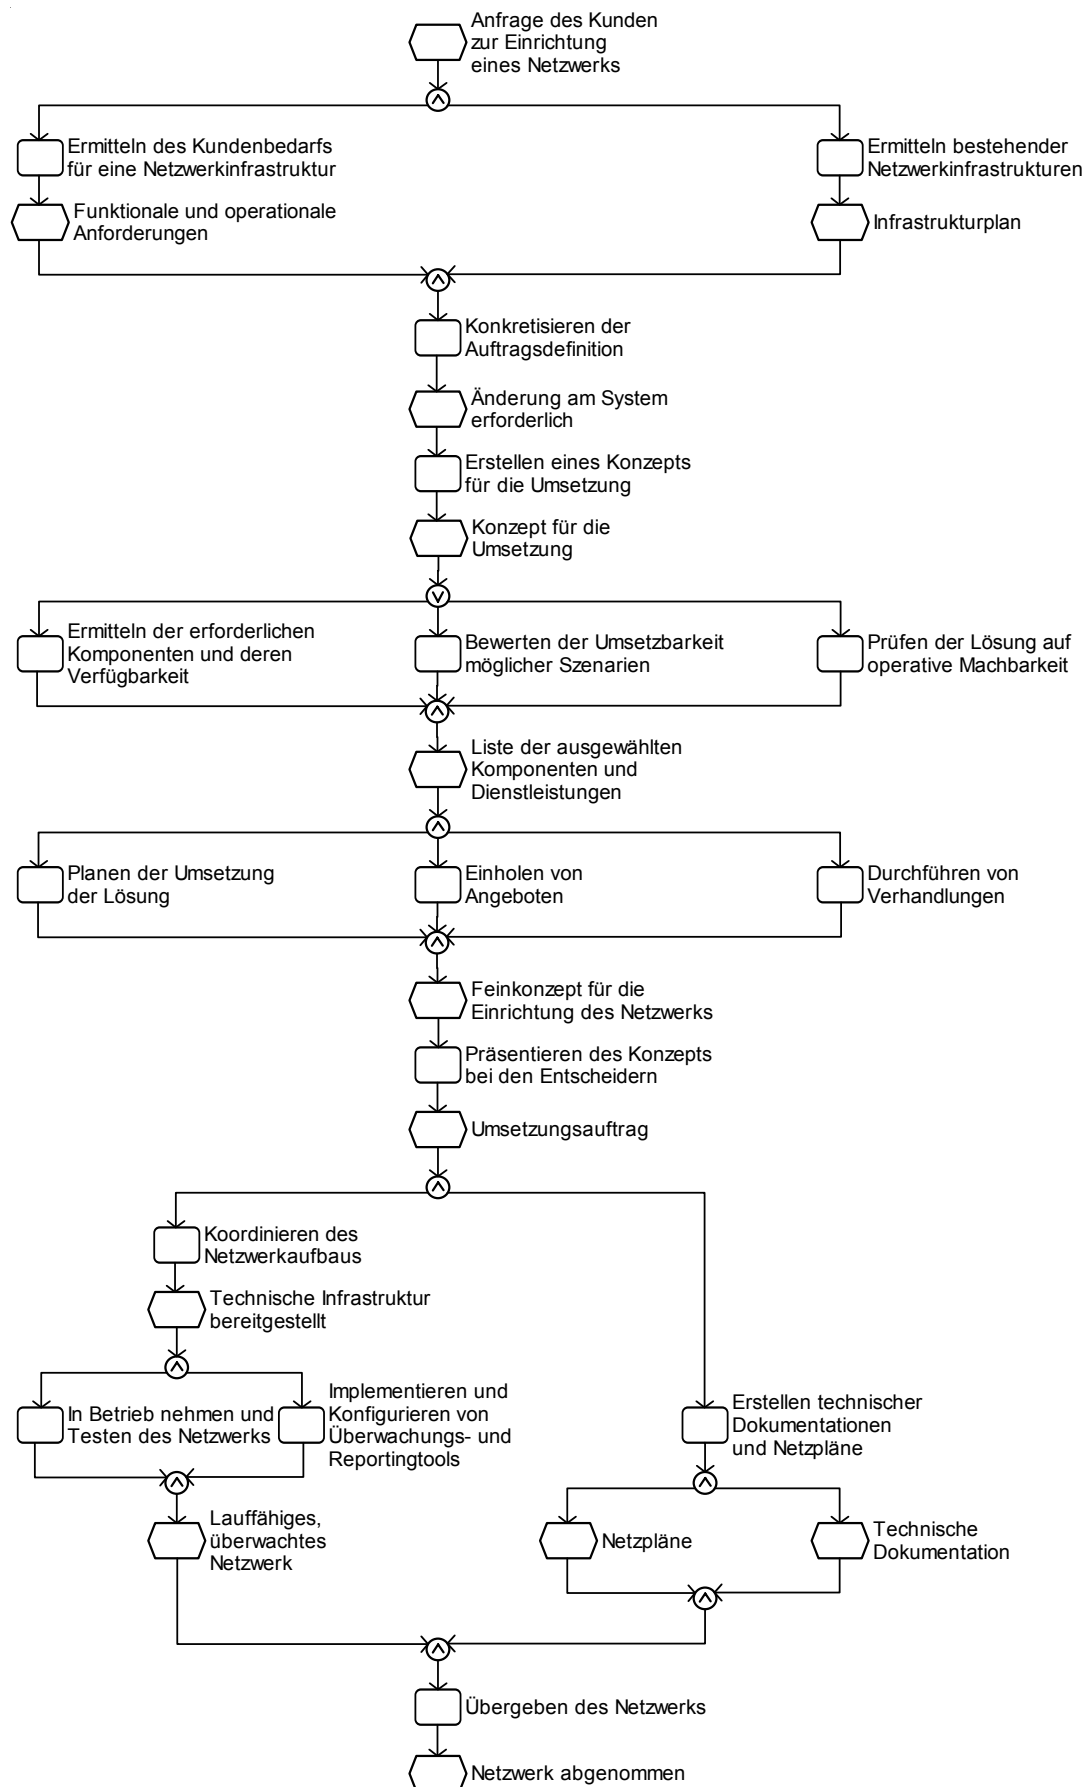 Anfrage des Kunden
zur Einrichtung
eines Netzwerks
Ermitteln des Kundenbedarfs
für eine Netzwerkinfrastruktur
Ermitteln bestehender
Netzwerkinfrastrukturen
Funktionale und operationale
Anforderungen
Infrastrukturplan
Konkretisieren der
Auftragsdefinition
Änderung am System
erforderlich
Erstellen eines Konzepts
für die Umsetzung
Konzept für die
Umsetzung
Ermitteln der erforderlichen
Komponenten und deren
Verfügbarkeit
Bewerten der Umsetzbarkeit
möglicher Szenarien
Prüfen der Lösung auf
operative Machbarkeit
Liste der ausgewählten
Komponenten und
Dienstleistungen
Planen der Umsetzung
der Lösung
Einholen von
Angeboten
Durchführen von
Verhandlungen
Feinkonzept für die
Einrichtung des Netzwerks
Präsentieren des Konzepts
bei den Entscheidern
Umsetzungsauftrag
Koordinieren des
Netzwerkaufbaus
Technische Infrastruktur
bereitgestellt
In Betrieb nehmen und
Testen des Netzwerks
Implementieren und
Konfigurieren von
Überwachungs- und
Reportingtools
Erstellen technischer
Dokumentationen
und Netzpläne
Lauffähiges,
überwachtes
Netzwerk
Netzpläne
Technische
Dokumentation
Übergeben des Netzwerks
Netzwerk abgenommen